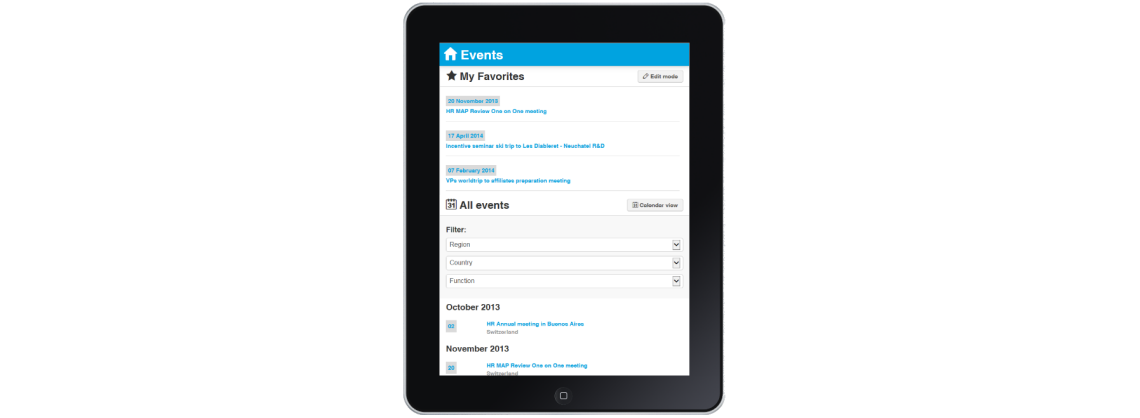 Events
My Favorites
Edit mode
20 November 2013
HR MAP Review One on One meeting
17 April 2014
Incentive seminar ski trip to Les Diableret - Neuchatel R&D
07 February 2014
VPs worldtrip to affiliates preparation meeting
31 All events
Calendar view
Filter:
Region
Country
Function
October 2013
02 HR Annual meeting in Buenos Aires
Switzerland
November 2013
20 HR MAP Review One on One meeting
Switzerland